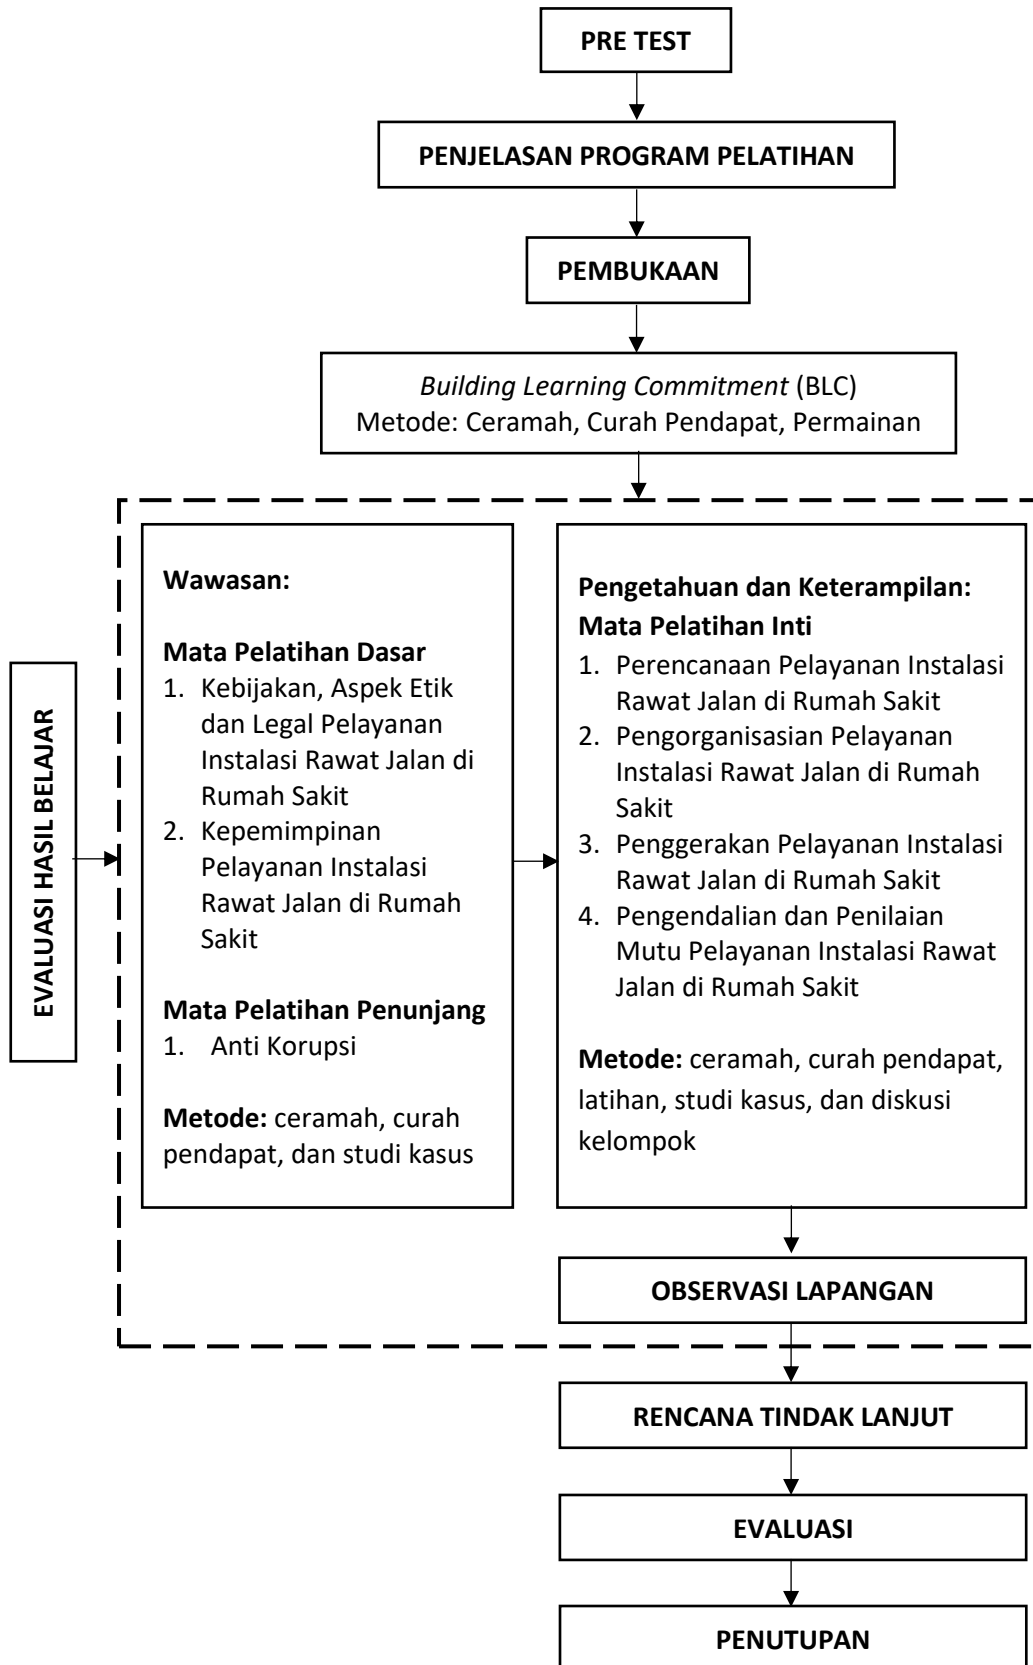 PRE TEST
PENJELASAN PROGRAM PELATIHAN
PEMBUKAAN
Building Learning Commitment (BLC)
Metode: Ceramah, Curah Pendapat, Permainan
EVALUASI HASIL BELAJAR
Wawasan:
Mata Pelatihan Dasar
1. Kebijakan, Aspek Etik
dan Legal Pelayanan
Instalasi Rawat Jalan di
Rumah Sakit
2. Kepemimpinan
Pelayanan Instalasi
Rawat Jalan di Rumah
Sakit
Mata Pelatihan Penunjang
1. Anti Korupsi
Metode: ceramah, curah
pendapat, dan studi kasus
Pengetahuan dan Keterampilan:
Mata Pelatihan Inti
1. Perencanaan Pelayanan Instalasi
Rawat Jalan di Rumah Sakit
2. Pengorganisasian Pelayanan
Instalasi Rawat Jalan di Rumah
Sakit
3. Penggerakan Pelayanan Instalasi
Rawat Jalan di Rumah Sakit
4. Pengendalian dan Penilaian
Mutu Pelayanan Instalasi Rawat
Jalan di Rumah Sakit
Metode: ceramah, curah pendapat,
latihan, studi kasus, dan diskusi
kelompok
OBSERVASI LAPANGAN
RENCANA TINDAK LANJUT
EVALUASI
PENUTUPAN